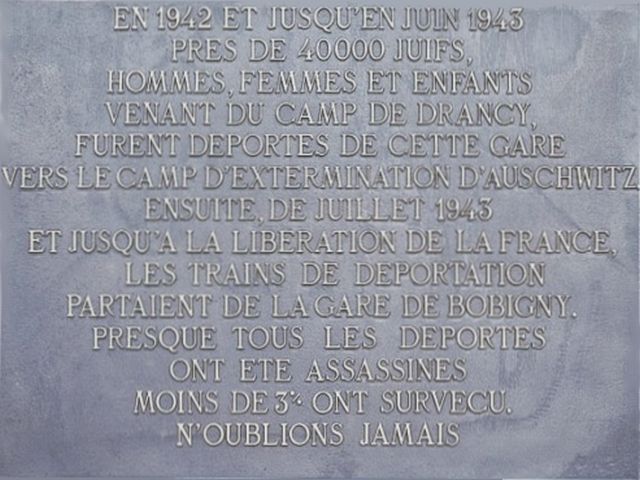 EN 1942 ET JUSQU'EN JUIN 1943
PRES DE 40000 JUIFS,
HOMMES, FEMMES ET ENFANTS
VENANT DU CAMP DE DRANCY,
FURENT DEPORTES DE CETTE GARE
VERS LE CAMP D'EXTERMINATION D'AUSCHWITZ
ENSUITE, DE JUILLET 1943
ET JUSQU'A LA LIBERATION DE LA FRANCE,
LES TRAINS DE DEPORTATION
PARTAIENT DE LA GARE DE BOBIGNY.
PRESQUE TOUS LES DEPORTES
ONT ETE ASSASSINES
MOINS DE 3% ONT SURVECU.
N'OUBLIONS JAMAIS